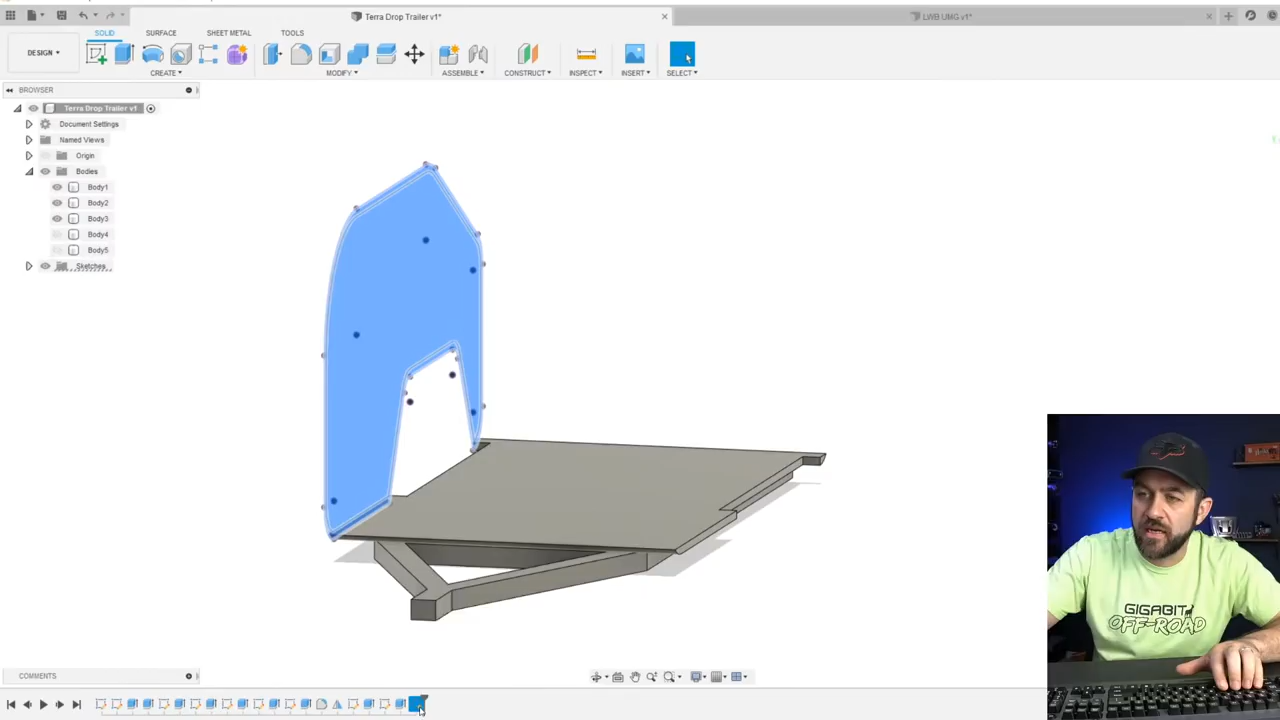 Terra Drop Trailer v1*
LWB UMG v1*
DESIGN
SOLID
SURFACE
SHEET METAL
TOOLS
CREATE
MODIFY
ASSEMBLE
CONSTRUCT
INSPECT
INSERT
SELECT
BROWSER
Terra Drop Trailer v1
Document Settings
Named Views
Origin
Bodies
Body1
Body2
Body3
Body4
Body5
Sketches
GIGABIT
OFF-ROAD
COMMENTS